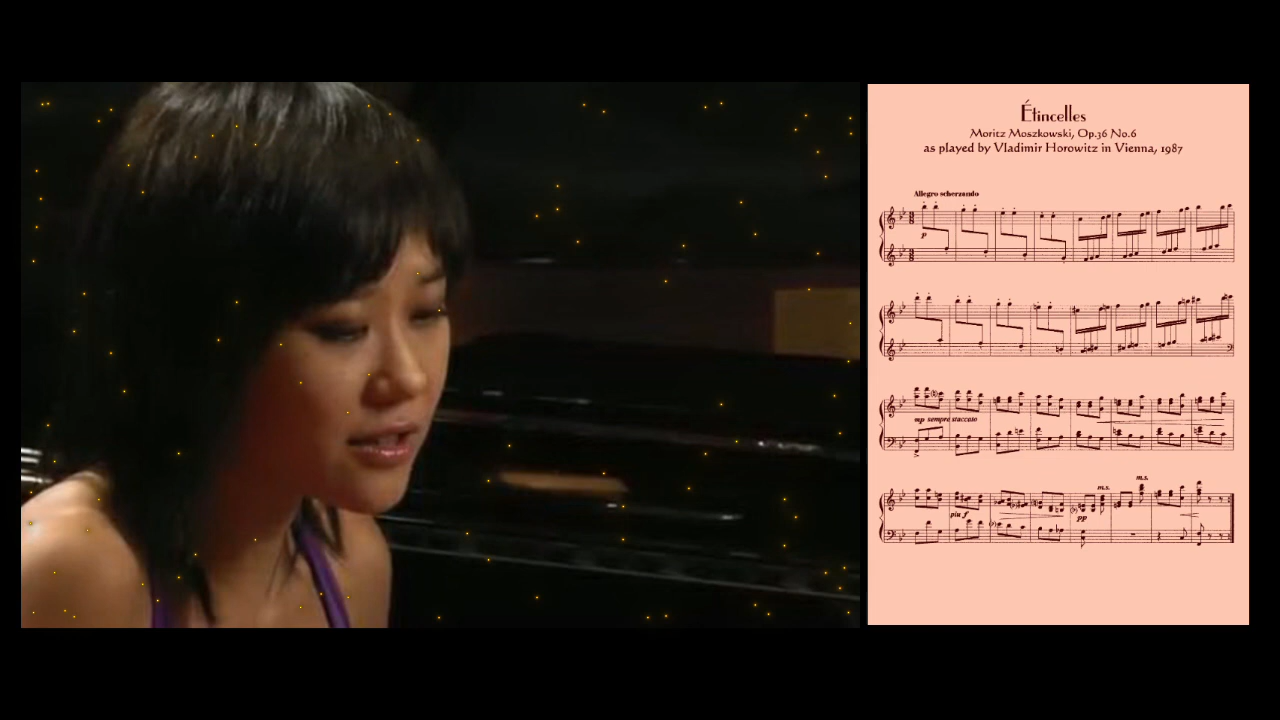 Étincelles
Moritz Moszkowski, Op.36 No.6
as played by Vladimir Horowitz in Vienna, 1987
Allegro scherzando
p
mp sempre staccato
m.s.
m.s.
piu f
pp